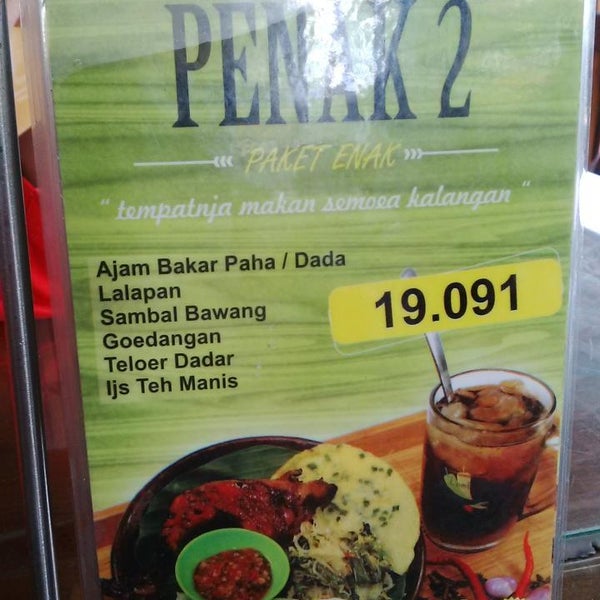 PENAK 2
PAKET ENAK
" tempatnja makan semoea kalangan "
Ajam Bakar Paha / Dada
Lalapan
Sambal Bawang
Goedangan
Teloer Dadar
Ijs Teh Manis
19.091